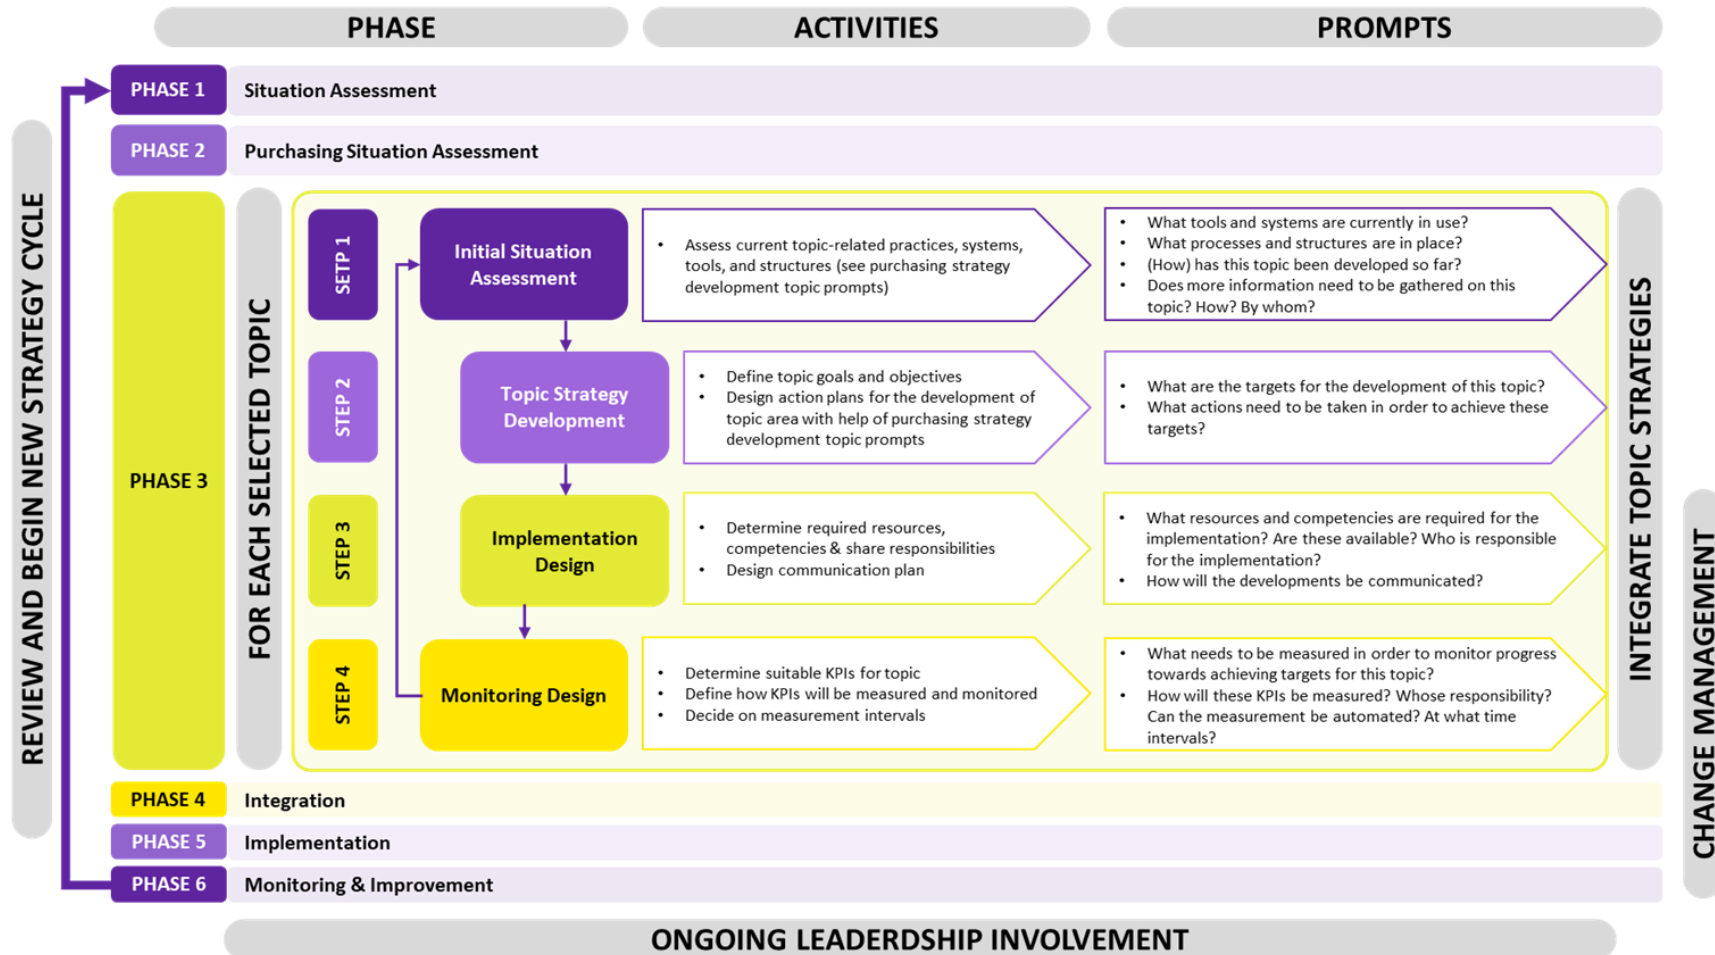 PHASE
ACTIVITIES
PROMPTS
REVIEW AND BEGIN NEW STRATEGY CYCLE
PHASE 1
Situation Assessment
PHASE 2
Purchasing Situation Assessment
PHASE 3
FOR EACH SELECTED TOPIC
SETP 1
Initial Situation
Assessment
• Assess current topic-related practices, systems,
tools, and structures (see purchasing strategy
development topic prompts)
• What tools and systems are currently in use?
• What processes and structures are in place?
• (How) has this topic been developed so far?
• Does more information need to be gathered on this
topic? How? By whom?
STEP 2
Topic Strategy
Development
• Define topic goals and objectives
• Design action plans for the development of
topic area with help of purchasing strategy
development topic prompts
• What are the targets for the development of this topic?
• What actions need to be taken in order to achieve these
targets?
STEP 3
Implementation
Design
• Determine required resources,
competencies & share responsibilities
• Design communication plan
• What resources and competencies are required for the
implementation? Are these available? Who is responsible
for the implementation?
• How will the developments be communicated?
STEP 4
Monitoring Design
• Determine suitable KPIs for topic
• Define how KPIs will be measured and monitored
• Decide on measurement intervals
• What needs to be measured in order to monitor progress
towards achieving targets for this topic?
• How will these KPIs be measured? Whose responsibility?
Can the measurement be automated? At what time
intervals?
INTEGRATE TOPIC STRATEGIES
CHANGE MANAGEMENT
PHASE 4
Integration
PHASE 5
Implementation
PHASE 6
Monitoring & Improvement
ONGOING LEADERDSHIP INVOLVEMENT